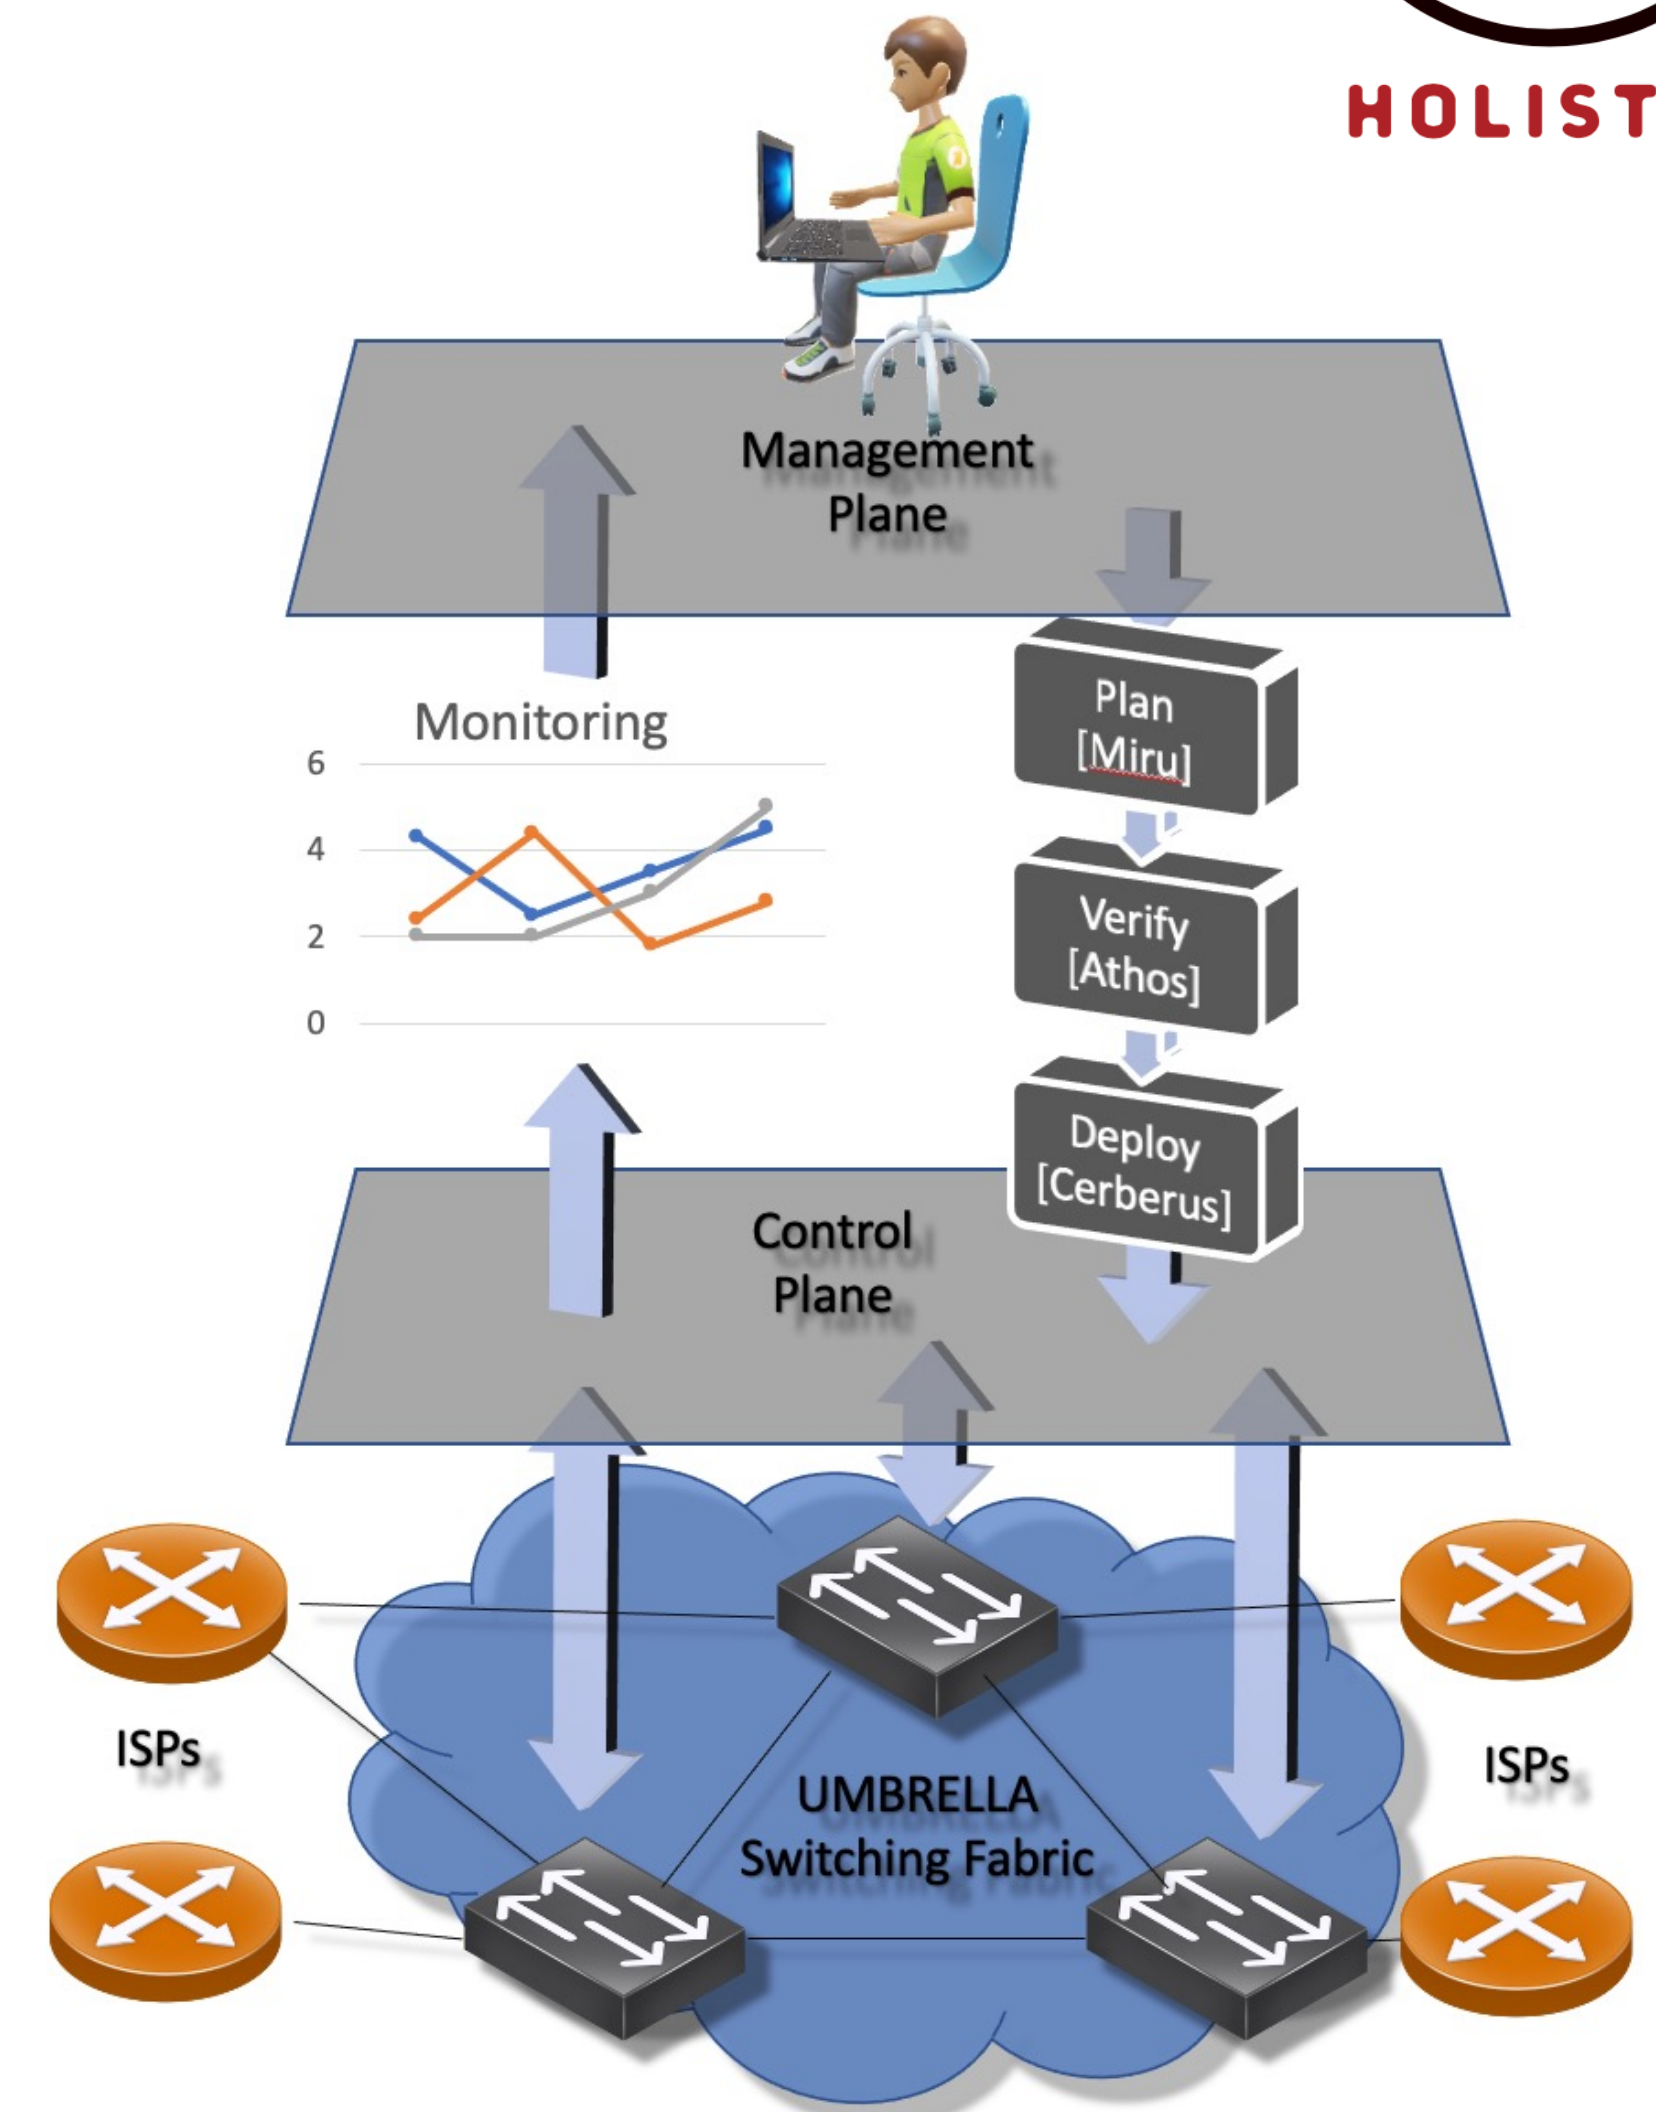 HOLIST
Management
Plane
Monitoring
6
4
2
0
Plan
[Miru]
Verify
[Athos]
Deploy
[Cerberus]
Control
Plane
ISPs
ISPs
UMBRELLA
Switching Fabric